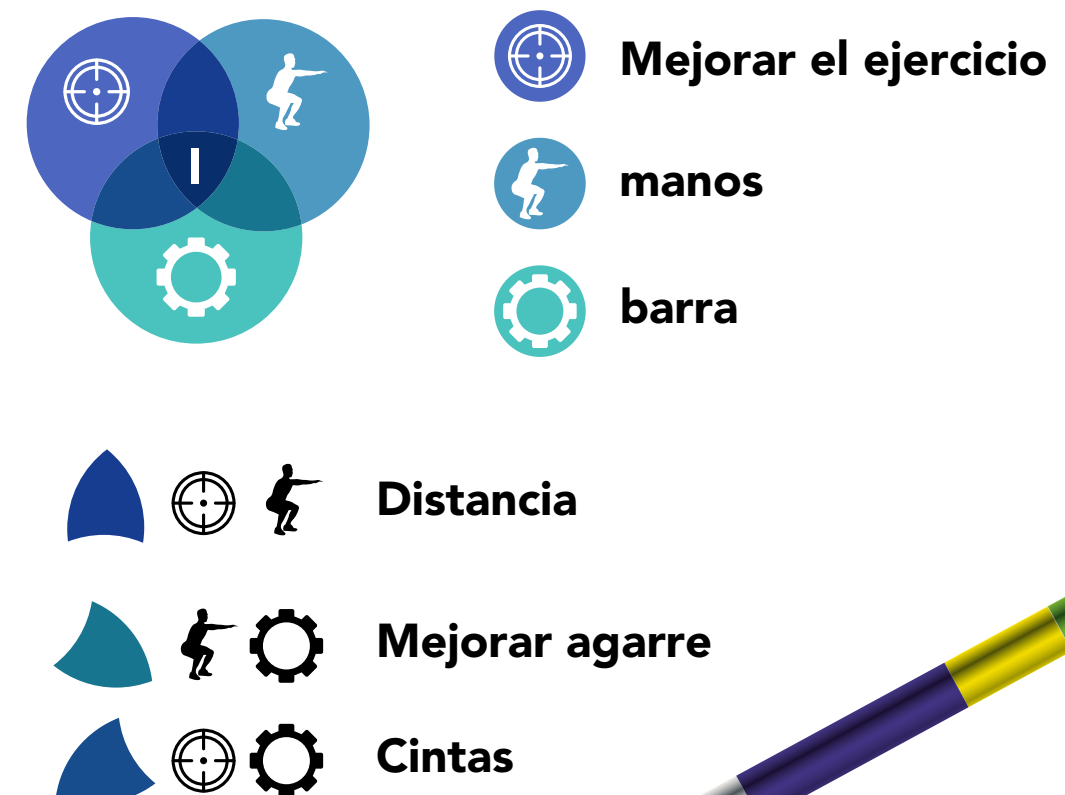 I
Mejorar el ejercicio
manos
barra
Distancia
Mejorar agarre
Cintas